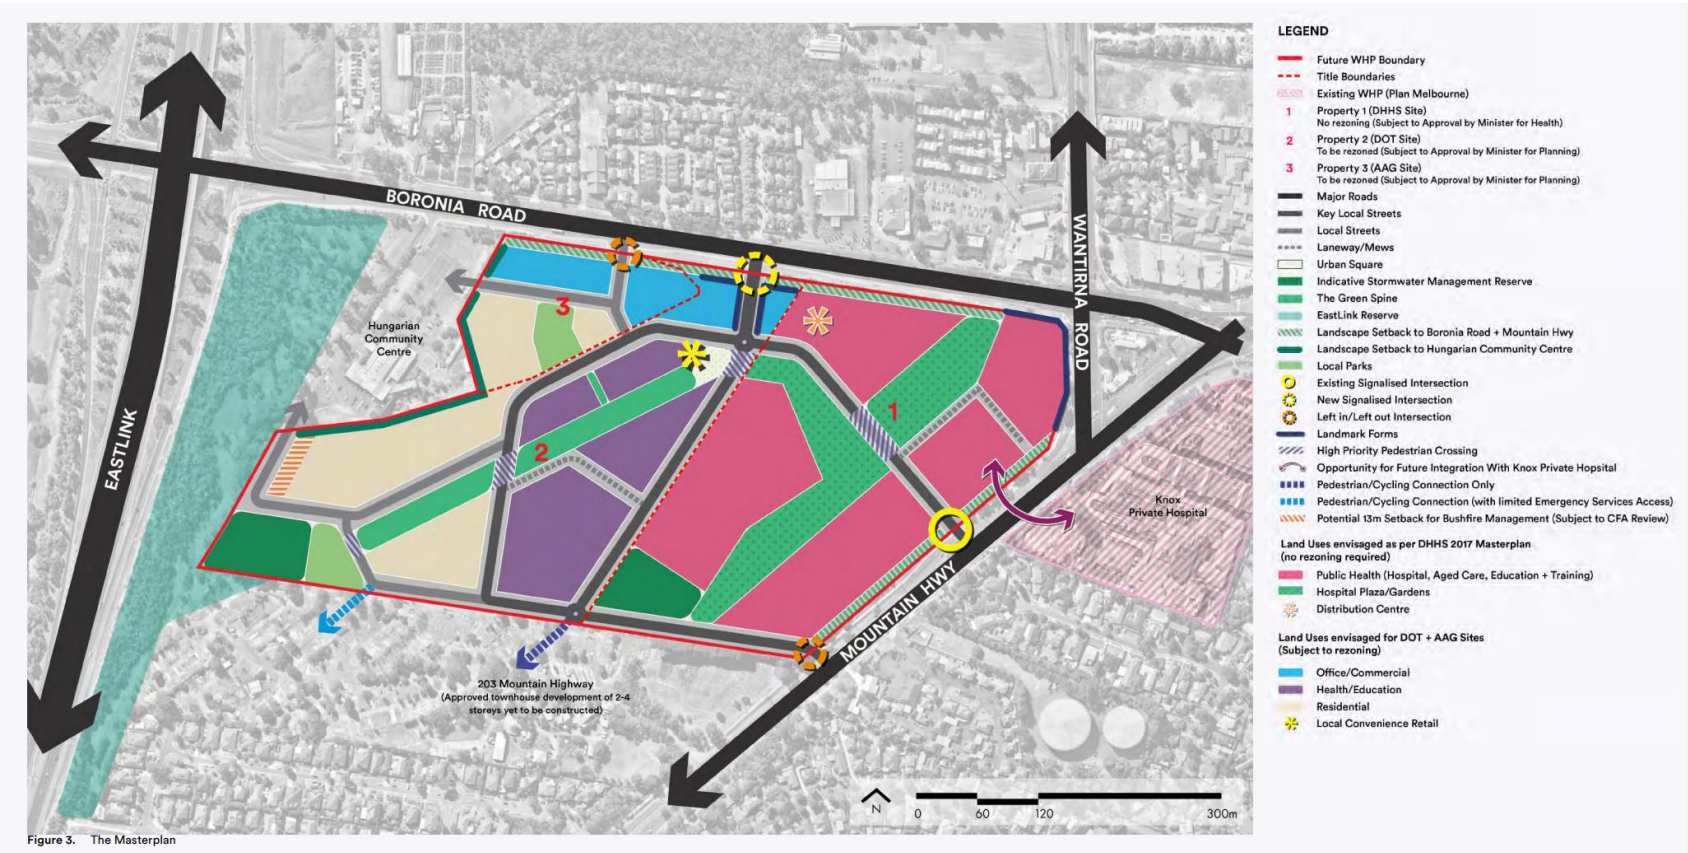 BORONIA ROAD
WANTIRNA ROAD
EASTLINK
MOUNTAIN HWY
Hungarian
Community
Centre
3
2
1
Knox
Private Hospital
203 Mountain Highway
(Approved townhouse development of 2-4
storeys yet to be constructed)
N
0 60 120 300m
Figure 3. The Masterplan
LEGEND
Future WHP Boundary
Title Boundaries
Existing WHP (Plan Melbourne)
1 Property 1 (DHHS Site)
No rezoning (Subject to Approval by Minister for Health)
2 Property 2 (DOT Site)
To be rezoned (Subject to Approval by Minister for Planning)
3 Property 3 (AAG Site)
To be rezoned (Subject to Approval by Minister for Planning)
Major Roads
Key Local Streets
Local Streets
Laneway/Mews
Urban Square
Indicative Stormwater Management Reserve
The Green Spine
EastLink Reserve
Landscape Setback to Boronia Road + Mountain Hwy
Landscape Setback to Hungarian Community Centre
Local Parks
Existing Signalised Intersection
New Signalised Intersection
Left in/Left out Intersection
Landmark Forms
High Priority Pedestrian Crossing
Opportunity for Future Integration With Knox Private Hopsital
Pedestrian/Cycling Connection Only
Pedestrian/Cycling Connection (with limited Emergency Services Access)
Potential 13m Setback for Bushfire Management (Subject to CFA Review)
Land Uses envisaged as per DHHS 2017 Masterplan
(no rezoning required)
Public Health (Hospital, Aged Care, Education + Training)
Hospital Plaza/Gardens
Distribution Centre
Land Uses envisaged for DOT + AAG Sites
(Subject to rezoning)
Office/Commercial
Health/Education
Residential
Local Convenience Retail